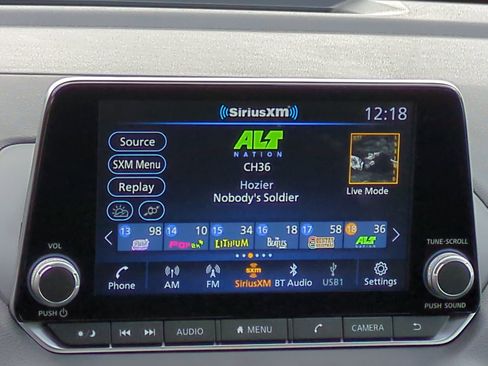 SiriusXM
12:18
Source
SXM Menu
Replay
ALT
NATION
CH36
Hozier
Nobody's Soldier
Live Mode
13 98 14 10 15 34 16 18 17 58 18 36
LITHIUM THE BEATLES ALT
VOL
TUNE·SCROLL
Phone AM FM SiriusXM BT Audio USB1 Settings
PUSH
PUSH SOUND
AUDIO MENU CAMERA